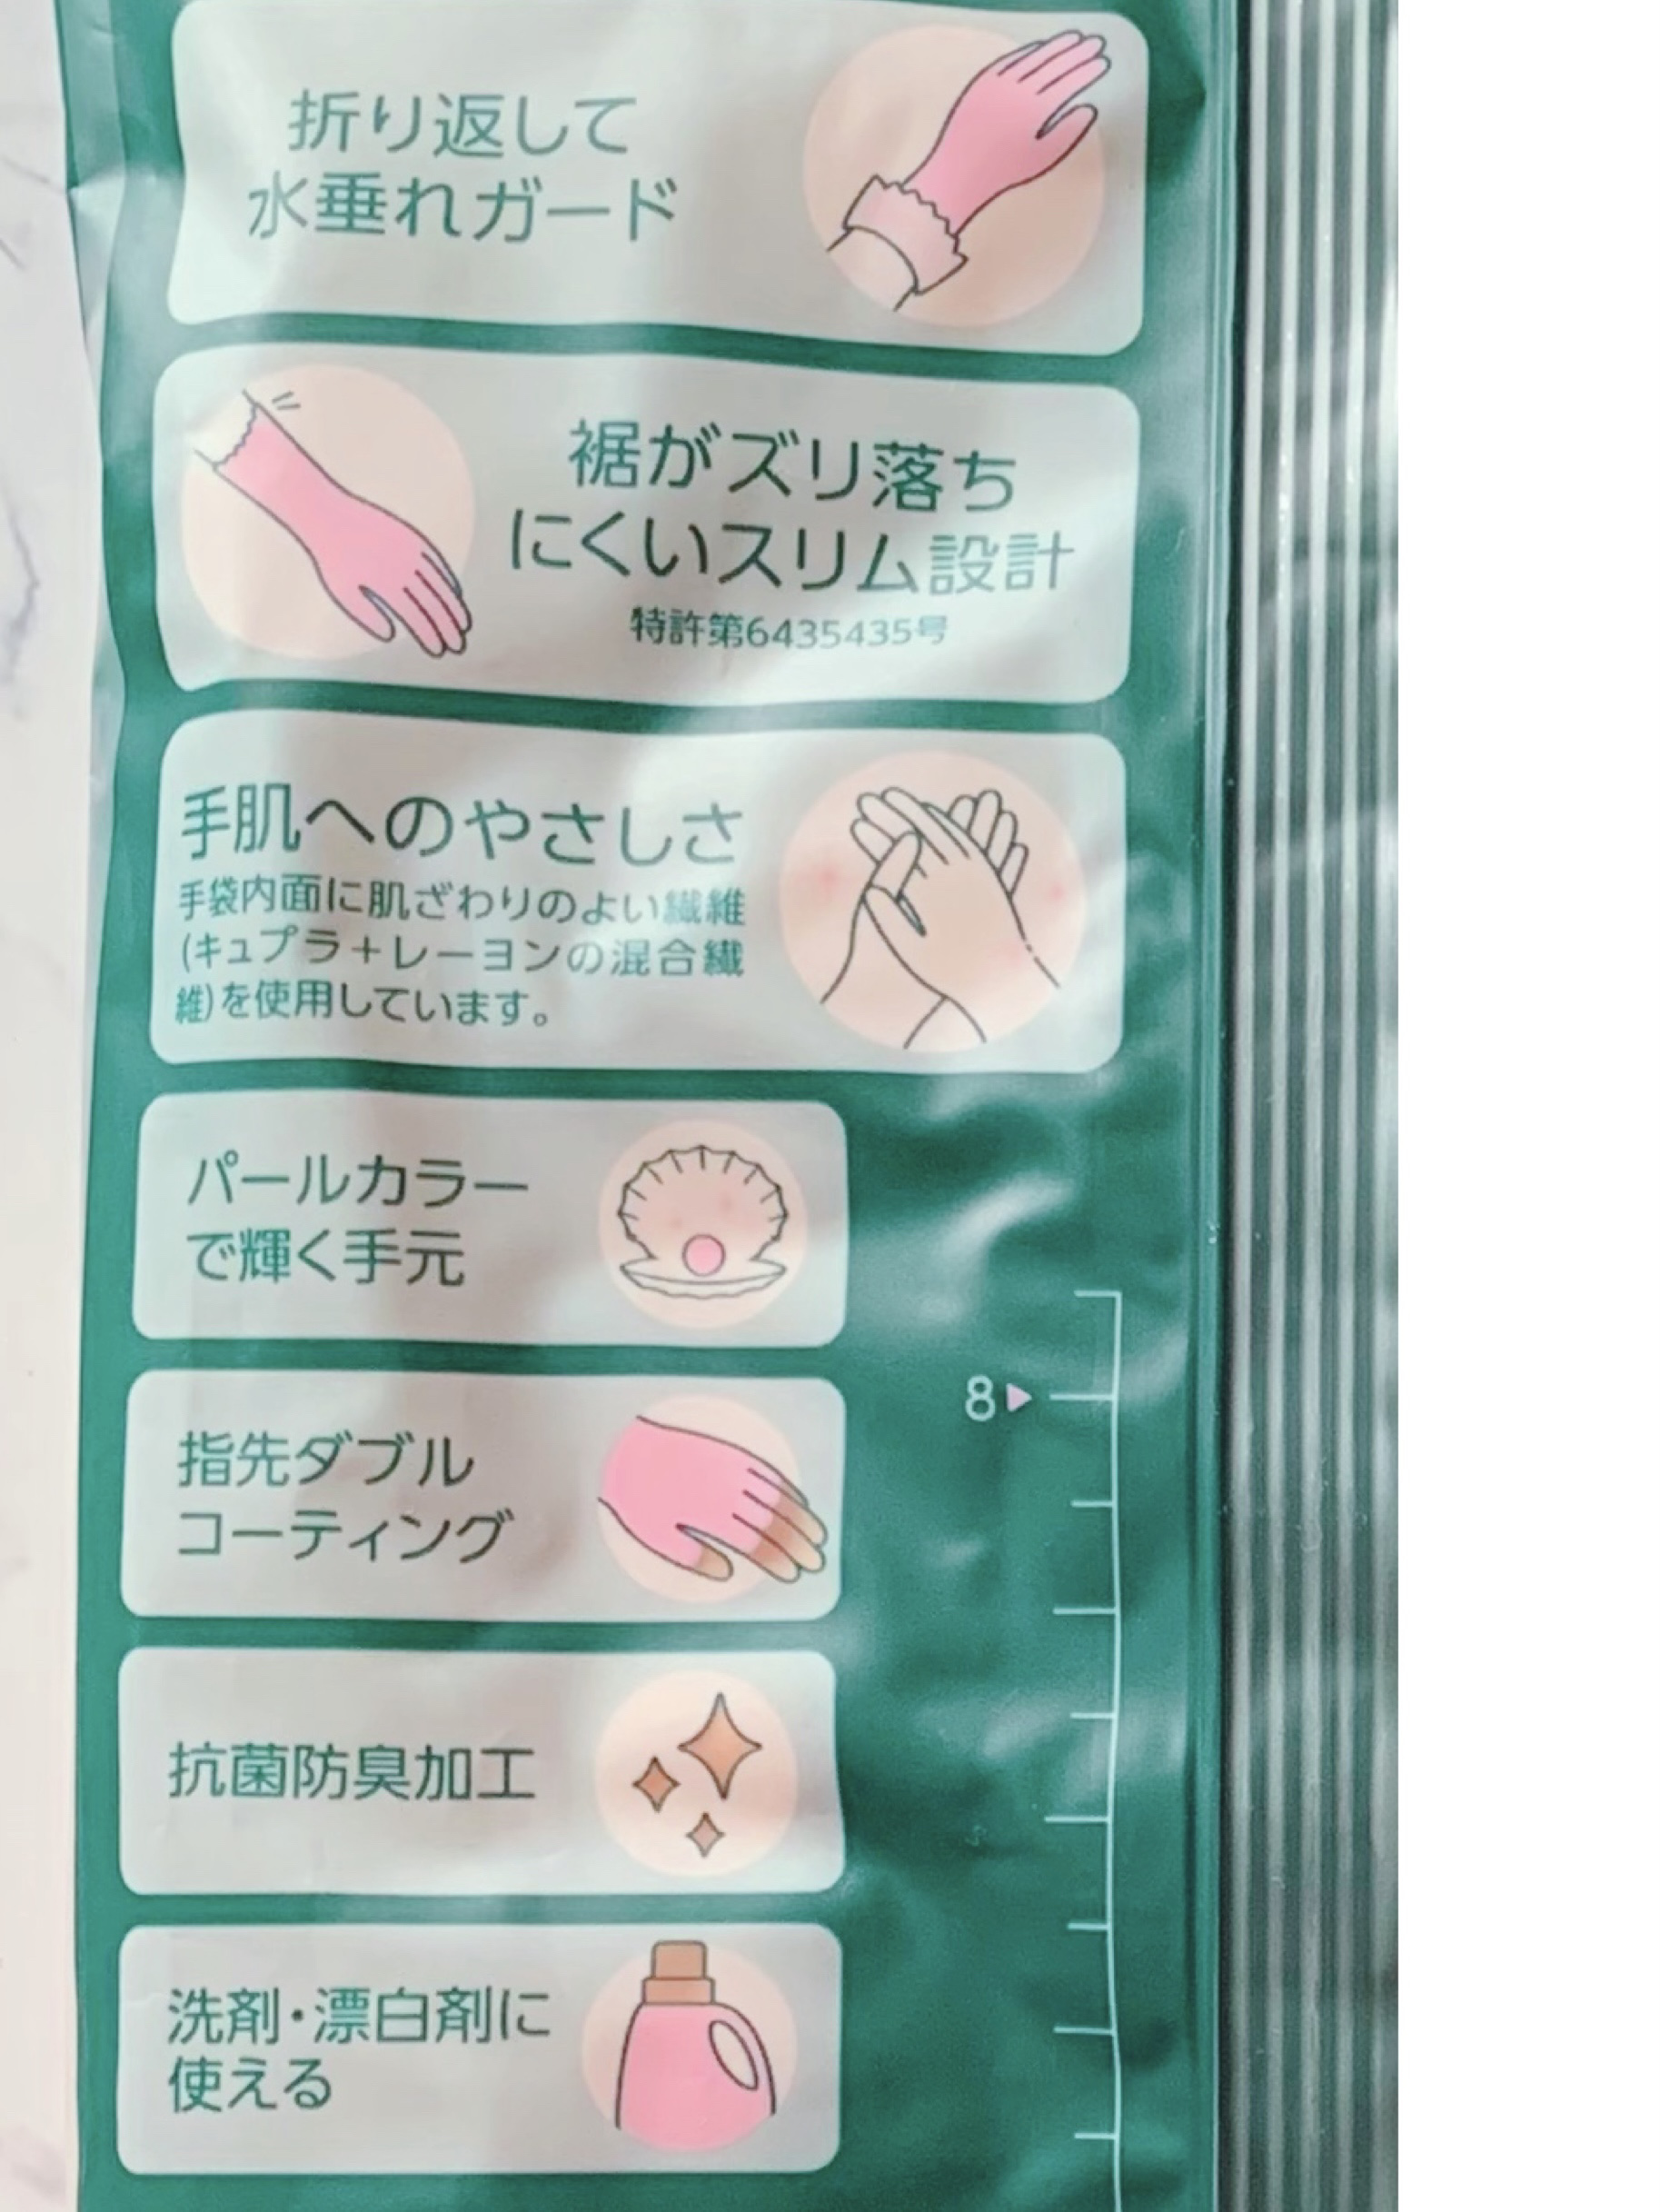 折り返して
水垂れガード
裾がズリ落ち
にくいスリム設計
特許第6435435号
手肌へのやさしさ
手袋内面に肌ざわりのよい繊維
(キュプラ+レーヨンの混合繊
維)を使用しています。
パールカラー
で輝く手元
8
指先ダブル
コーティング
抗菌防臭加工
洗剤・漂白剤に
使える